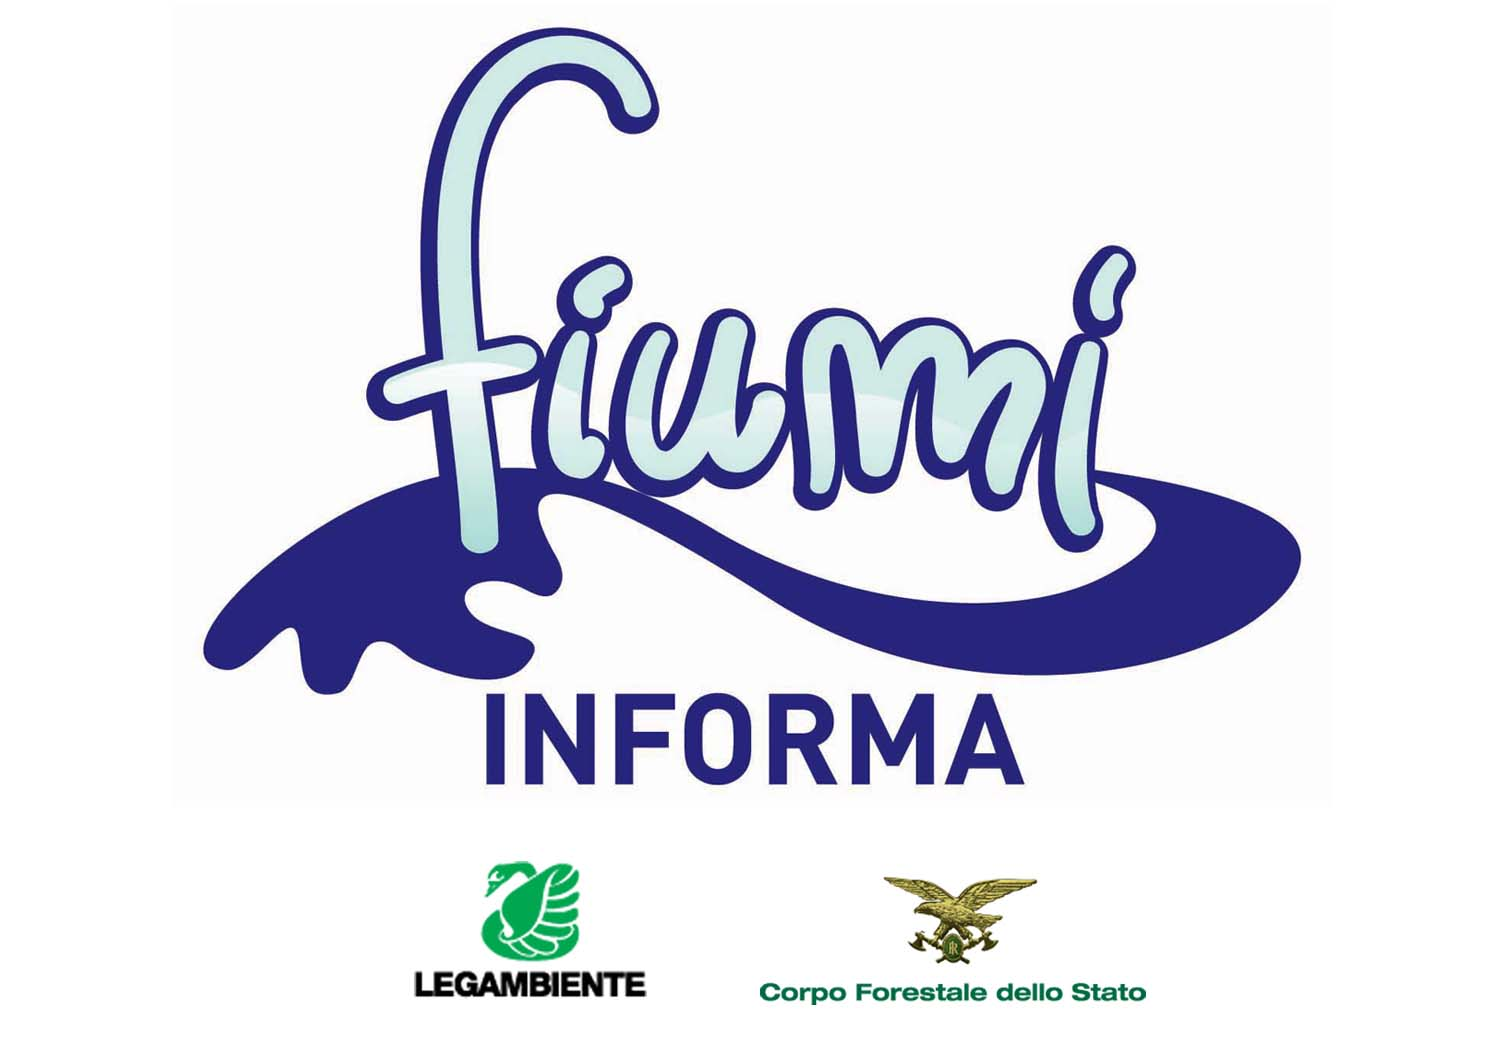 fiumi
INFORMA
LEGAMBIENTE
Corpo Forestale dello Stato